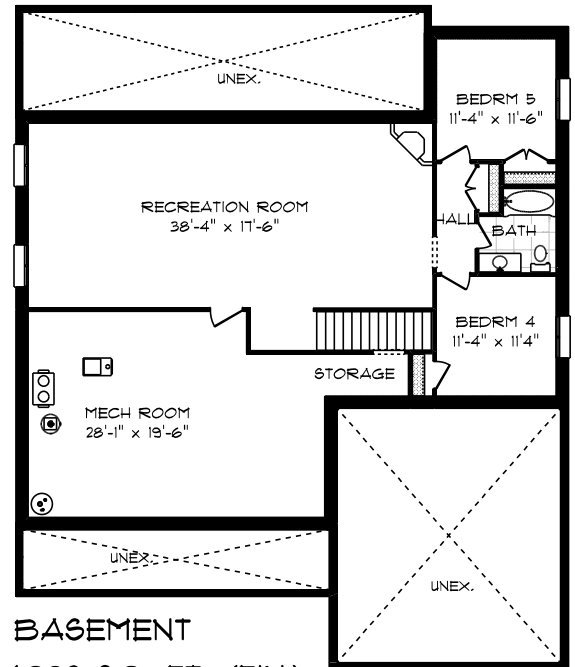 UNEX.
BEDRM 5
11'-4" x 11'-6"
RECREATION ROOM
38'-4" x 17'-6"
HALL
BATH
BEDRM 4
11'-4" x 11'4"
STORAGE
MECH ROOM
28'-1" x 19'-6"
UNEX.
UNEX.
BASEMENT